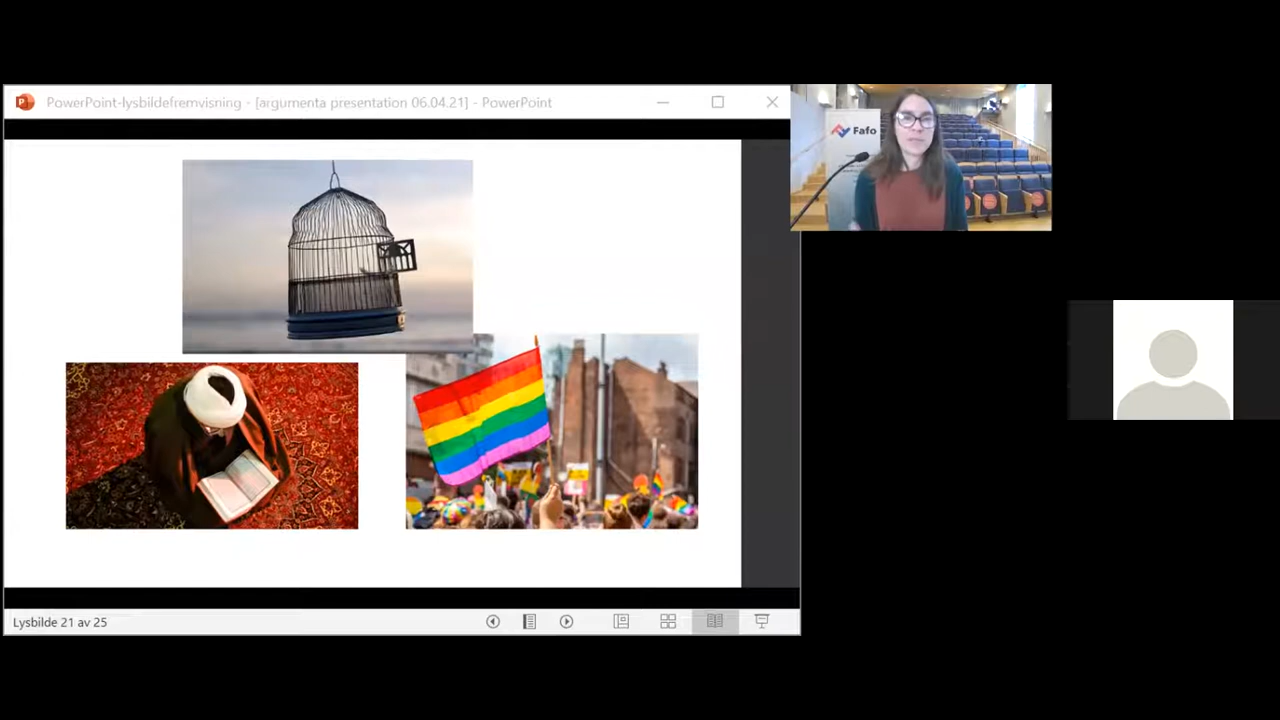 PowerPoint-lysbildefremvisning - [argumenta presentation 06.04.21] - PowerPoint
Fafo
Lysbilde 21 av 25